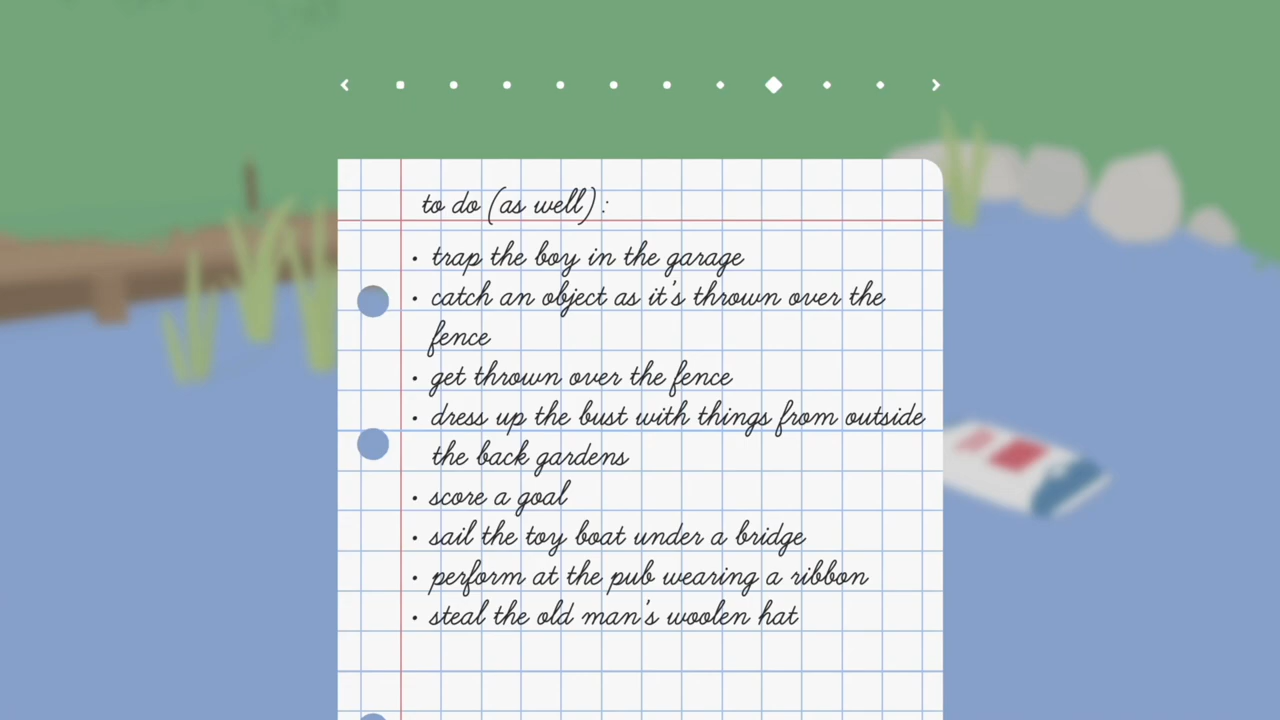 to do (as well):
• trap the boy in the garage
• catch an object as it's thrown over the
fence
• get thrown over the fence
• dress up the bust with things from outside
the back gardens
• score a goal
• sail the toy boat under a bridge
• perform at the pub wearing a ribbon
• steal the old man's woolen hat